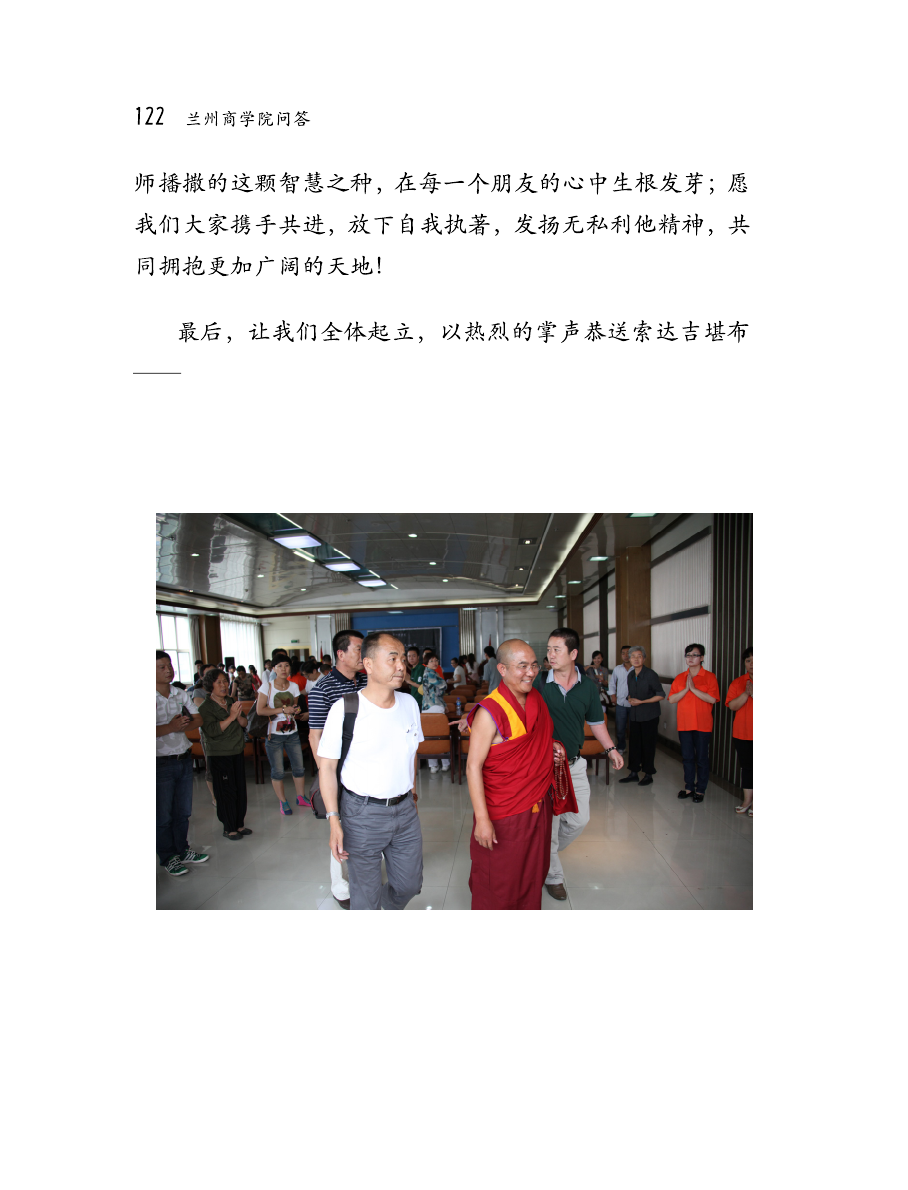 122 兰州商学院问答
师播撒的这颗智慧之种，在每一个朋友的心中生根发芽；愿
我们大家携手共进，放下自我执著，发扬无私利他精神，共
同拥抱更加广阔的天地！
最后，让我们全体起立，以热烈的掌声恭送索达吉堪布
——